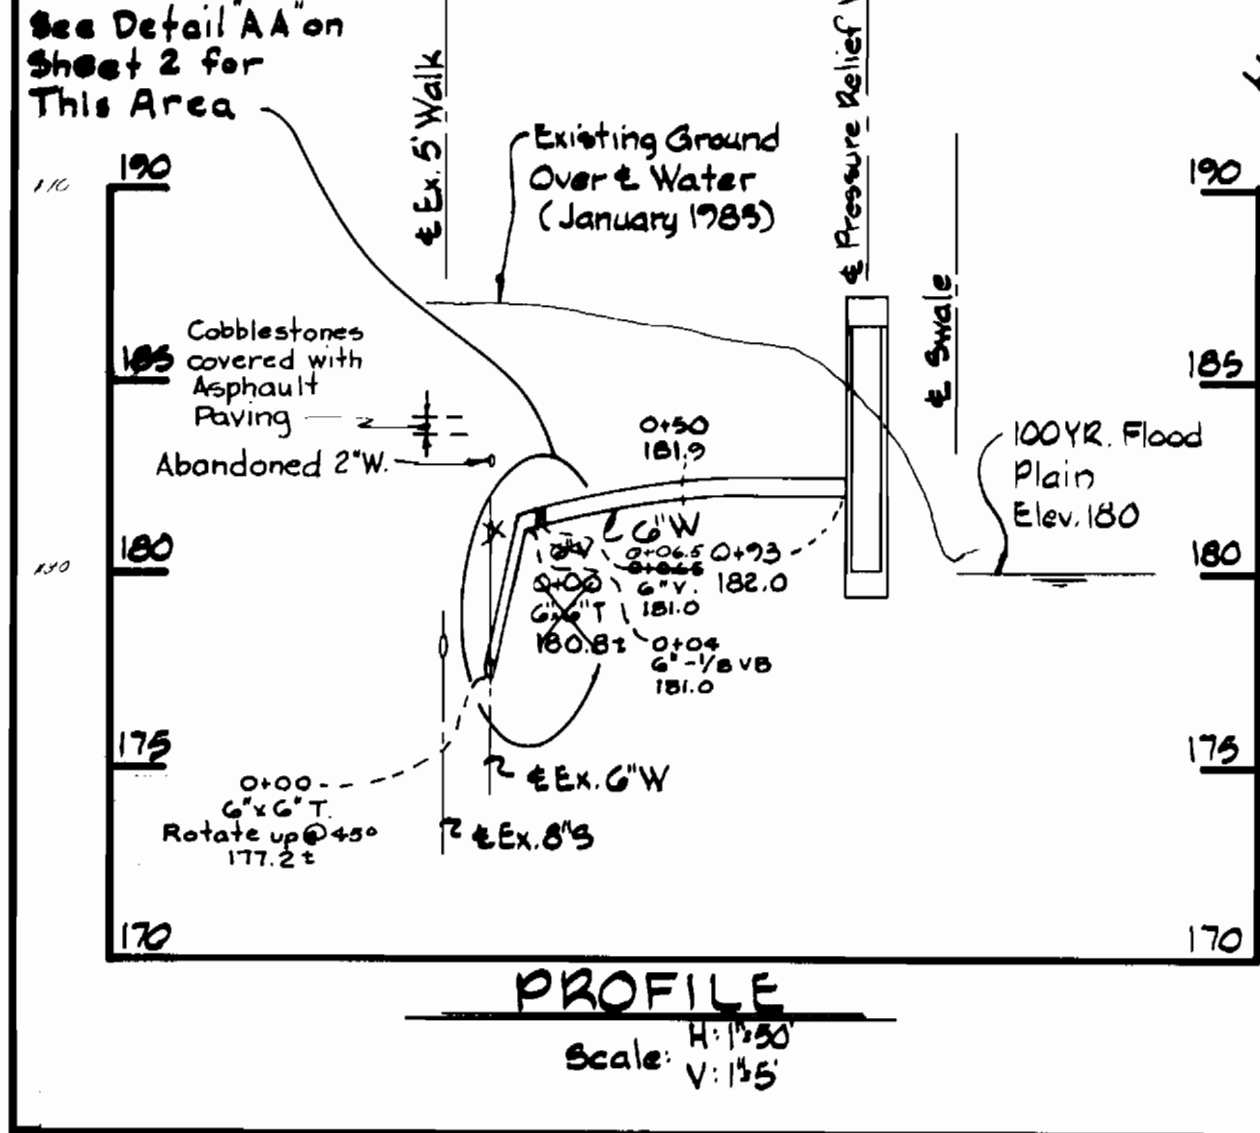 See Detail "AA" on
Sheet 2 for
This Area
℄ Ex. 5' Walk
Existing Ground
Over ℄ Water
(January 1985)
℄ Pressure Relief
℄ Swale
190
190
185
185
Cobblestones
covered with
Asphault
Paving
Abandoned 2"W.
0+50
181.9
100 YR. Flood
Plain
Elev. 180
6"W
180
180
0+00
6"x6"T
180.8±
0+06.5
6"V.
181.0
0+93
182.0
0+04
6"-1/8 VB
181.0
175
175
℄ Ex. 6"W
0+00
6"x6"T.
Rotate up @ 45°
177.2±
℄ Ex. 8"S
170
170
PROFILE
Scale: H: 1"=50'
V: 1"=5'